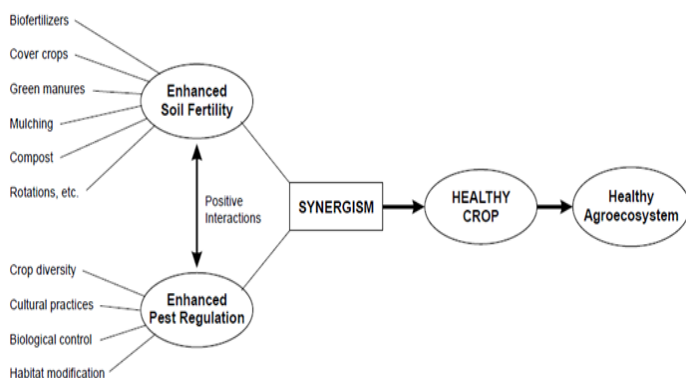 Biofertilizers
Cover crops
Green manures
Mulching
Compost
Rotations, etc.
Enhanced
Soil Fertility
Positive
Interactions
Crop diversity
Cultural practices
Biological control
Habitat modification
Enhanced
Pest Regulation
SYNERGISM
HEALTHY
CROP
Healthy
Agroecosystem